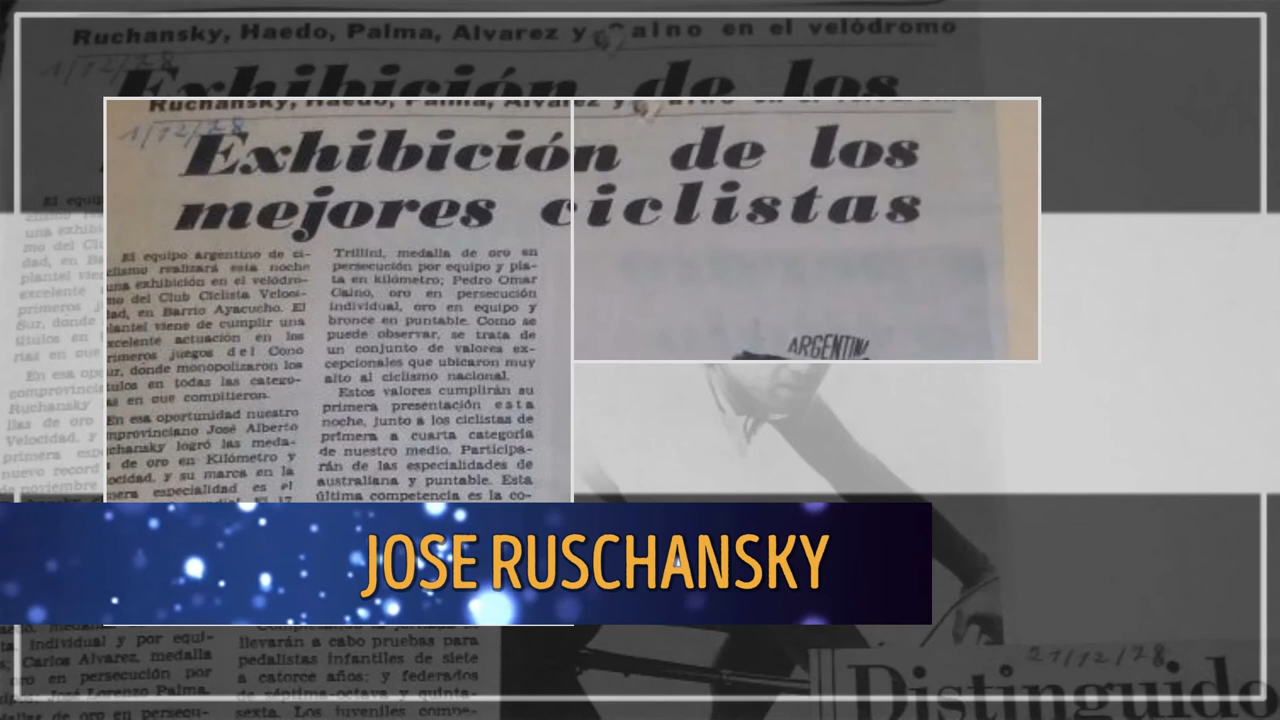 Ruchansky, Haedo, Palma, Alvarez y Caino en el velódromo
1/12/78
Exhibición de los
mejores ciclistas
El equipo argentino de ci-
clismo realizará esta noche
una exhibición en el velódro-
mo del Club Ciclista Veloci-
dad, en Barrio Ayacucho. El
plantel viene de cumplir una
excelente actuación en los
primeros juegos del Cono
Sur, donde monopolizaron los
títulos en todas las catego-
rías en que compitieron.
En esa oportunidad nuestro
comprovinciano José Alberto
Ruchansky logró las meda-
llas de oro en Kilómetro y
Velocidad, y su marca en la
primera especialidad es el
Trillini, medalla de oro en
persecución por equipo y pla-
ta en kilómetro; Pedro Omar
Caino, oro en persecución
individual, oro en equipo y
bronce en puntable. Como se
puede observar, se trata de
un conjunto de valores ex-
cepcionales que ubicaron muy
alto al ciclismo nacional.
Estos valores cumplirán su
primera presentación esta
noche, junto a los ciclistas de
primera a cuarta categoría
de nuestro medio. Participa-
rán de las especialidades de
australiana y puntable. Esta
última competencia es la co-
ARGENTINA
JOSE RUSCHANSKY
individual y por equi-
Carlos Alvarez, medalla
oro en persecución por
José Lorenzo Palma,
de oro en persecu-
llevarán a cabo pruebas para
pedalistas infantiles de siete
a catorce años; y federados
de séptima-octava y quinta-
sexta. Los juveniles compe-
21/12/78
Distinguido